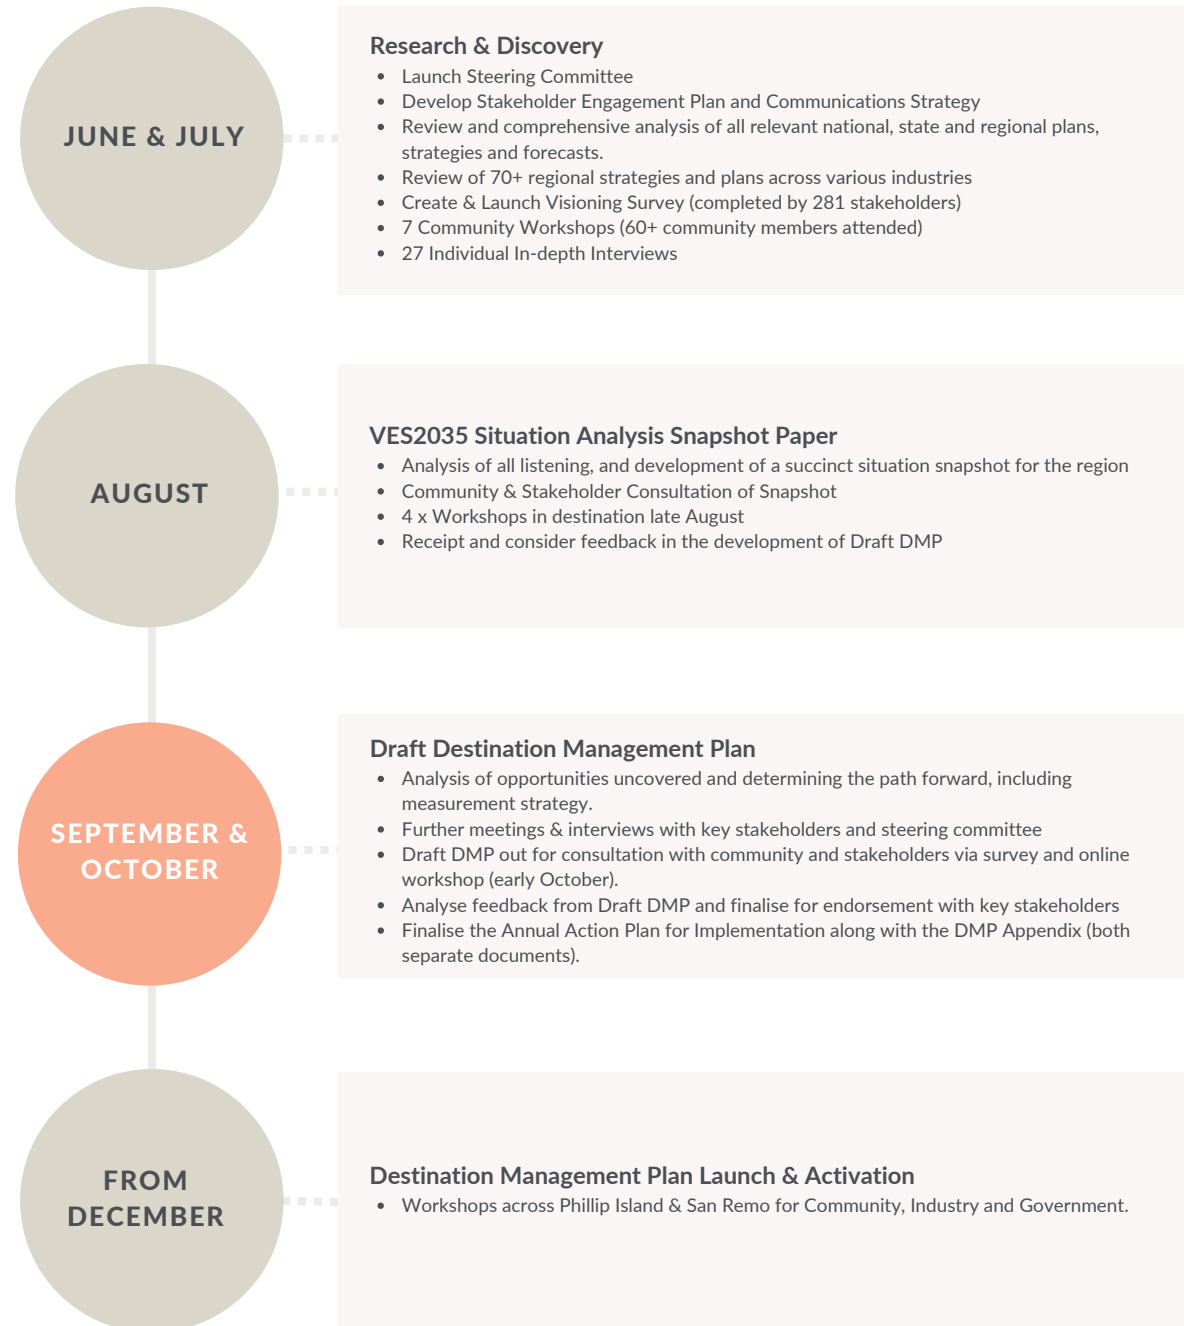 JUNE & JULY
Research & Discovery
• Launch Steering Committee
• Develop Stakeholder Engagement Plan and Communications Strategy
• Review and comprehensive analysis of all relevant national, state and regional plans,
strategies and forecasts.
• Review of 70+ regional strategies and plans across various industries
• Create & Launch Visioning Survey (completed by 281 stakeholders)
• 7 Community Workshops (60+ community members attended)
• 27 Individual In-depth Interviews
AUGUST
VES2035 Situation Analysis Snapshot Paper
• Analysis of all listening, and development of a succinct situation snapshot for the region
• Community & Stakeholder Consultation of Snapshot
• 4 x Workshops in destination late August
• Receipt and consider feedback in the development of Draft DMP
SEPTEMBER &
OCTOBER
Draft Destination Management Plan
• Analysis of opportunities uncovered and determining the path forward, including
measurement strategy.
• Further meetings & interviews with key stakeholders and steering committee
• Draft DMP out for consultation with community and stakeholders via survey and online
workshop (early October).
• Analyse feedback from Draft DMP and finalise for endorsement with key stakeholders
• Finalise the Annual Action Plan for Implementation along with the DMP Appendix (both
separate documents).
FROM
DECEMBER
Destination Management Plan Launch & Activation
• Workshops across Phillip Island & San Remo for Community, Industry and Government.